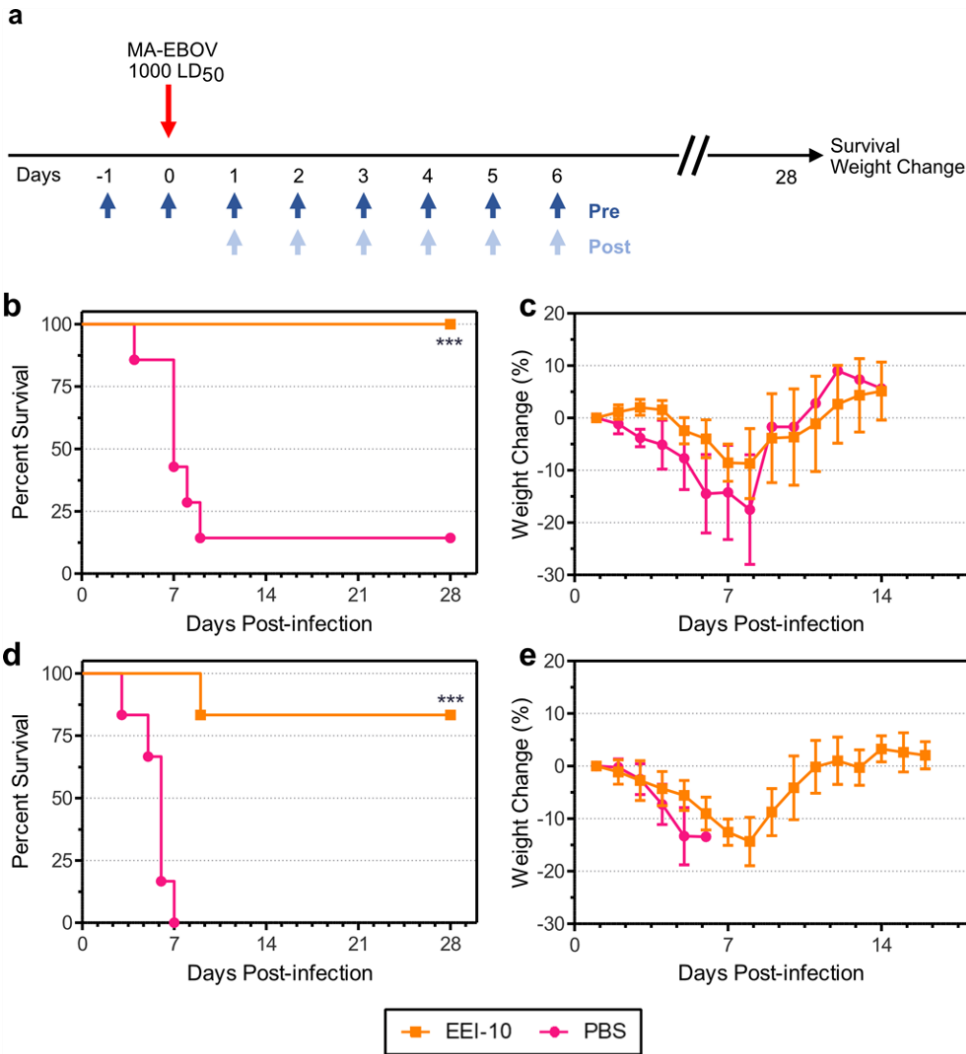 a
MA-EBOV
1000 LD50
Survival
Weight Change
Days -1 0 1 2 3 4 5 6 28
Pre
Post
b
Percent Survival
100
75
50
25
0
***
0 7 14 21 28
Days Post-infection
c
Weight Change (%)
20
10
0
-10
-20
-30
0 7 14
Days Post-infection
d
Percent Survival
100
75
50
25
0
***
0 7 14 21 28
Days Post-infection
e
Weight Change (%)
20
10
0
-10
-20
-30
0 7 14
Days Post-infection
EEI-10 PBS